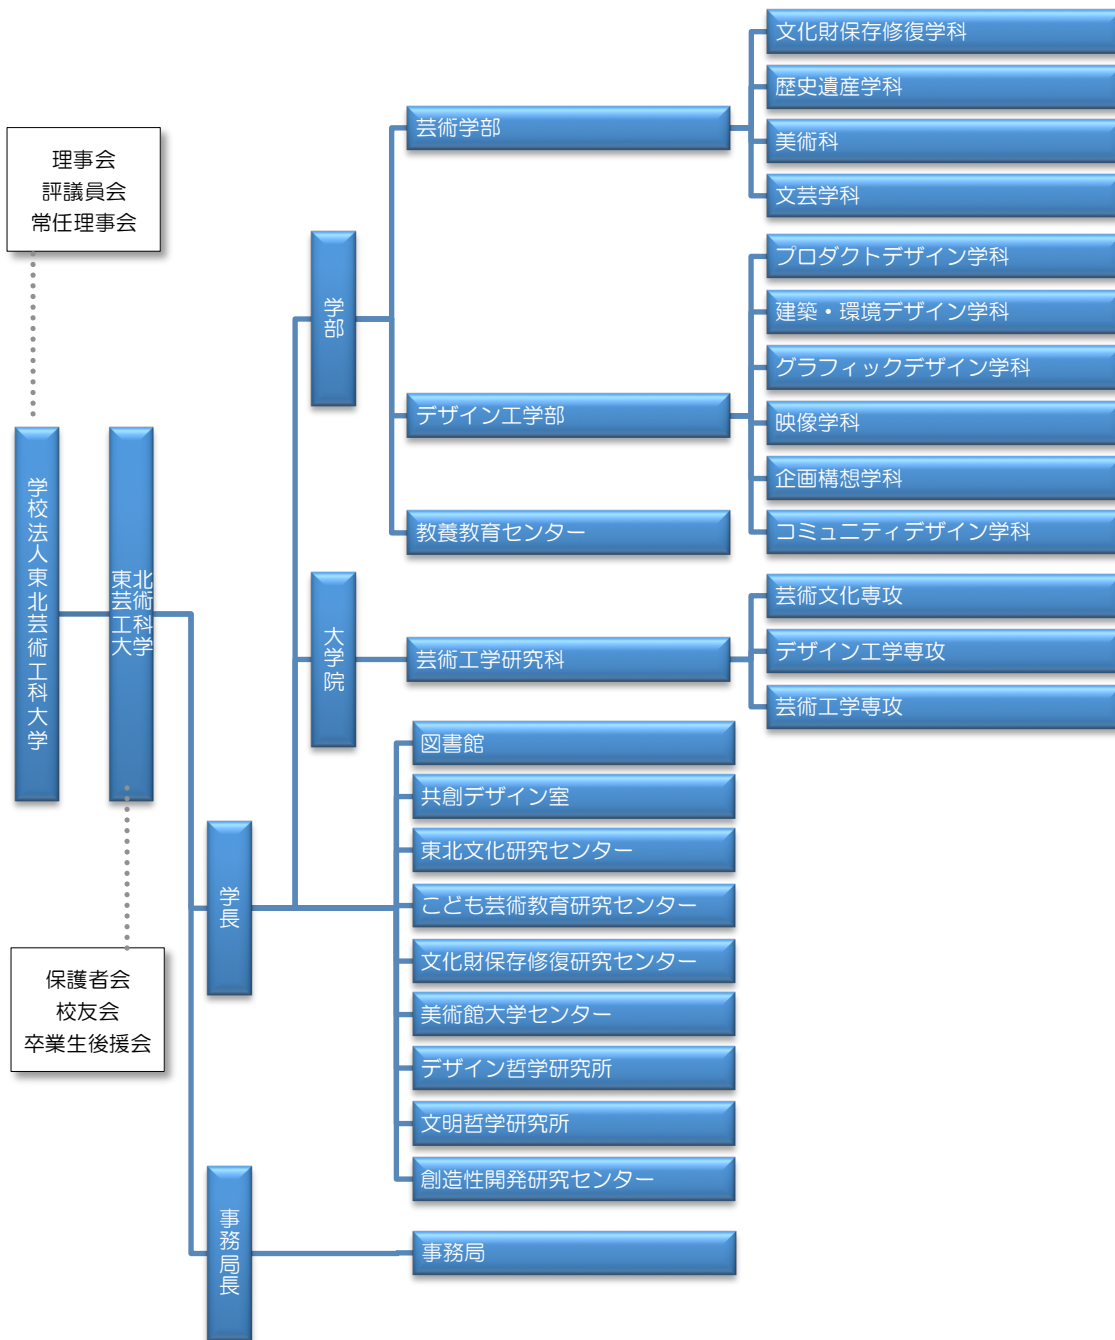 理事会
評議員会
常任理事会
学校法人東北芸術工科大学
東北
芸術
工科
大学
保護者会
校友会
卒業生後援会
学長
事務局長
学部
大学院
芸術学部
デザイン工学部
教養教育センター
芸術工学研究科
図書館
共創デザイン室
東北文化研究センター
こども芸術教育研究センター
文化財保存修復研究センター
美術館大学センター
デザイン哲学研究所
文明哲学研究所
創造性開発研究センター
事務局
文化財保存修復学科
歴史遺産学科
美術科
文芸学科
プロダクトデザイン学科
建築・環境デザイン学科
グラフィックデザイン学科
映像学科
企画構想学科
コミュニティデザイン学科
芸術文化専攻
デザイン工学専攻
芸術工学専攻